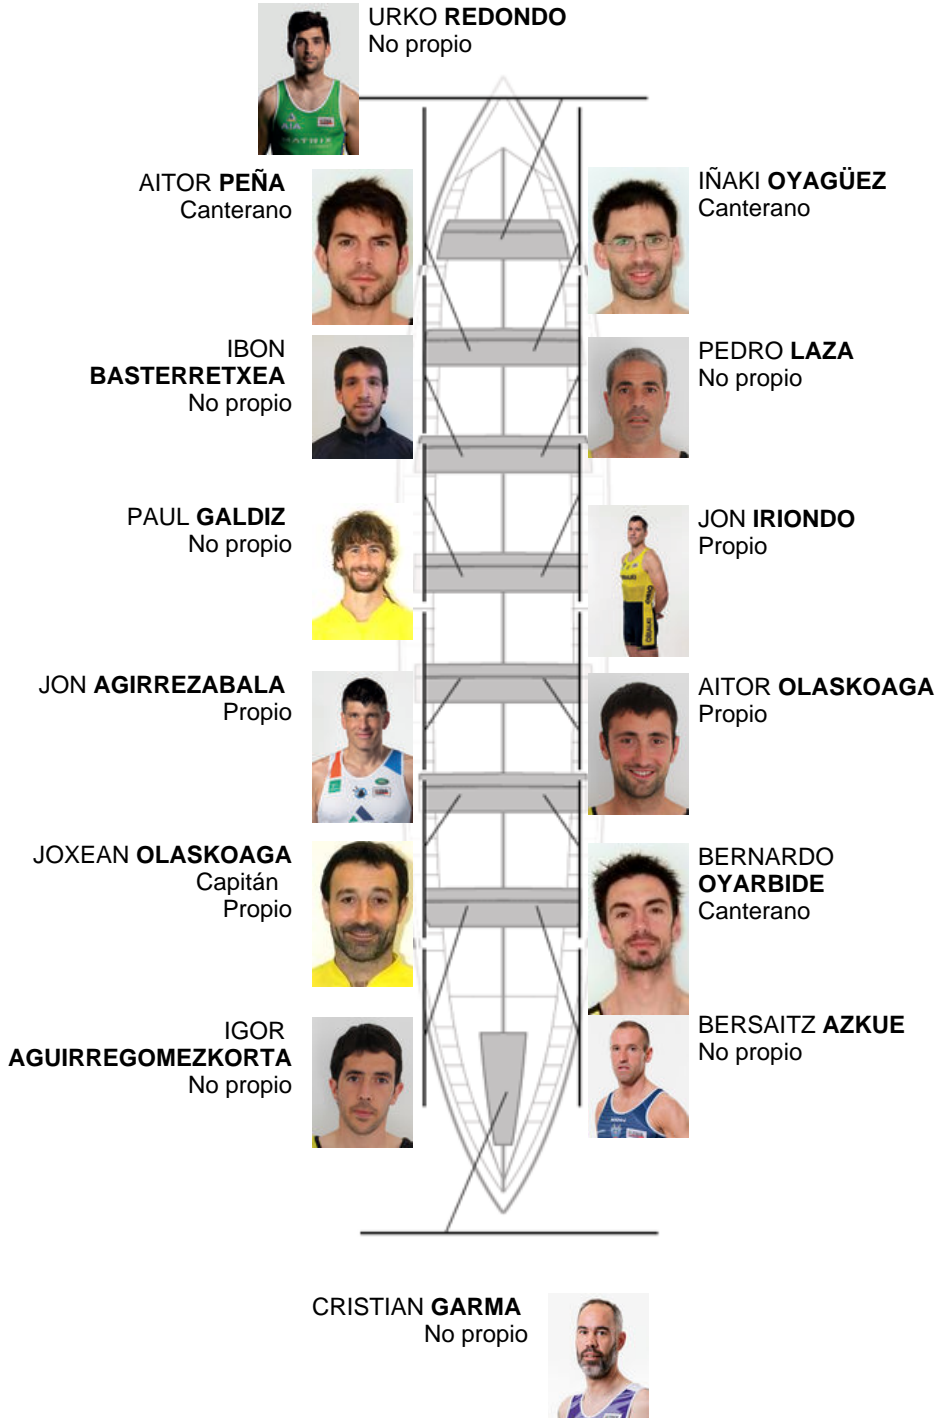 URKO REDONDO
No propio
AITOR PEÑA
Canterano
IÑAKI OYAGÜEZ
Canterano
IBON
BASTERRETXEA
No propio
PEDRO LAZA
No propio
PAUL GALDIZ
No propio
JON IRIONDO
Propio
JON AGIRREZABALA
Propio
AITOR OLASKOAGA
Propio
JOXEAN OLASKOAGA
Capitán
Propio
BERNARDO
OYARBIDE
Canterano
IGOR
AGUIRREGOMEZKORTA
No propio
BERSAITZ AZKUE
No propio
CRISTIAN GARMA
No propio